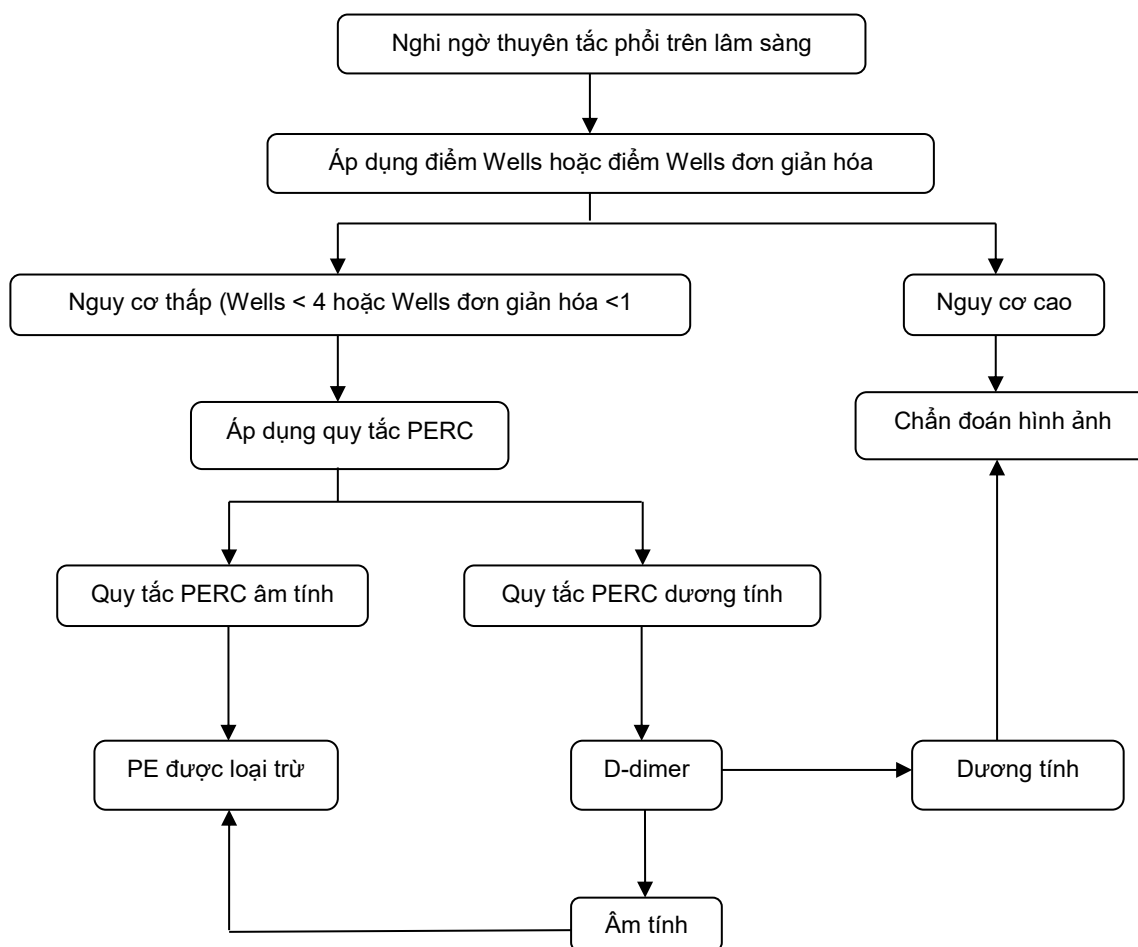 Nghi ngờ thuyên tắc phổi trên lâm sàng
Áp dụng điểm Wells hoặc điểm Wells đơn giản hóa
Nguy cơ thấp (Wells < 4 hoặc Wells đơn giản hóa <1
Nguy cơ cao
Áp dụng quy tắc PERC
Chẩn đoán hình ảnh
Quy tắc PERC âm tính
Quy tắc PERC dương tính
PE được loại trừ
D-dimer
Dương tính
Âm tính